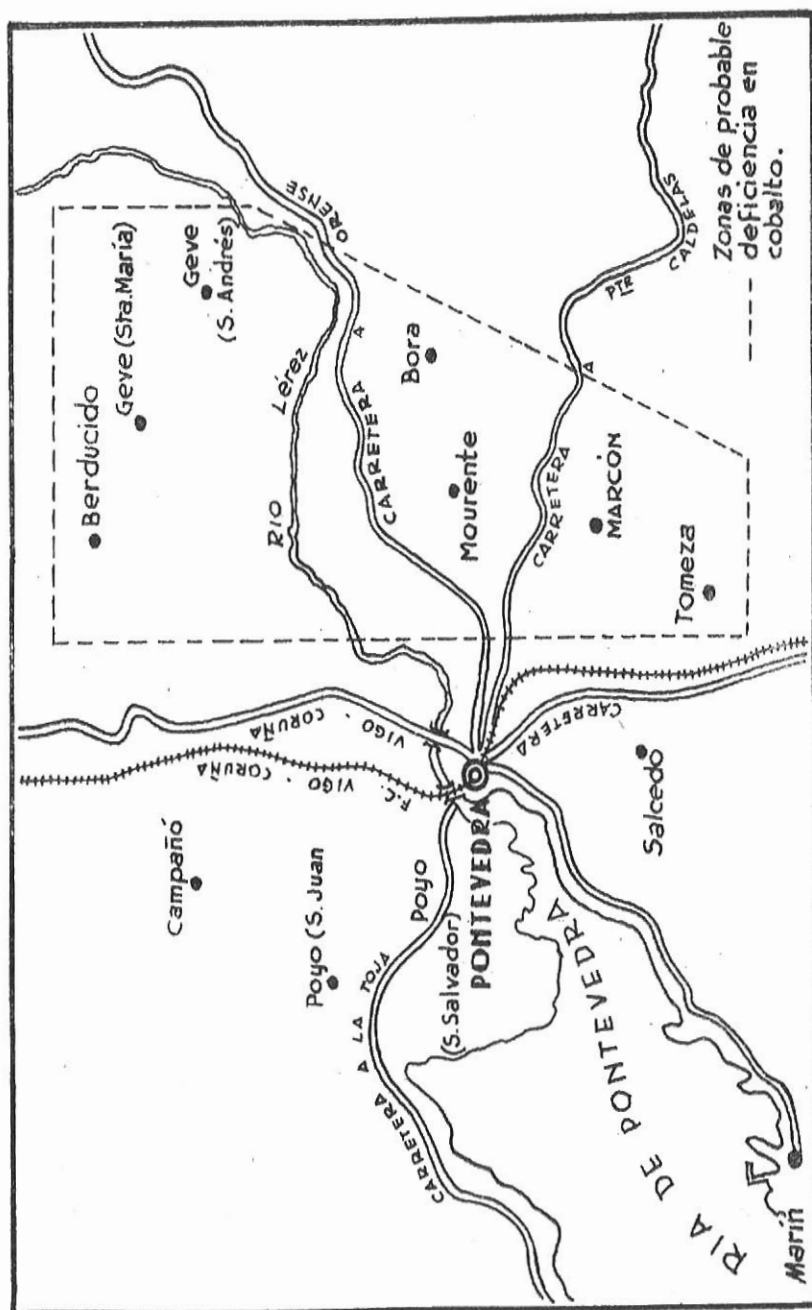 Berducido
Geve (Sta. María)
Geve
(S. Andrés)
RIO Lérez
CARRETERA A ORENSE
Bora
Mourente
CARRETERA A PTE CALDELAS
MARCÓN
Tomeza
Zonas de probable
deficiencia en
cobalto.
VIGO - CORUÑA
F.C. VIGO - CORUÑA
CARRETERA
Campañó
Poyo (S. Juan
Poyo
(S. Salvador)
PONTEVEDRA
CARRETERA A LA TOJA
Salcedo
RIA DE PONTEVEDRA
Marín